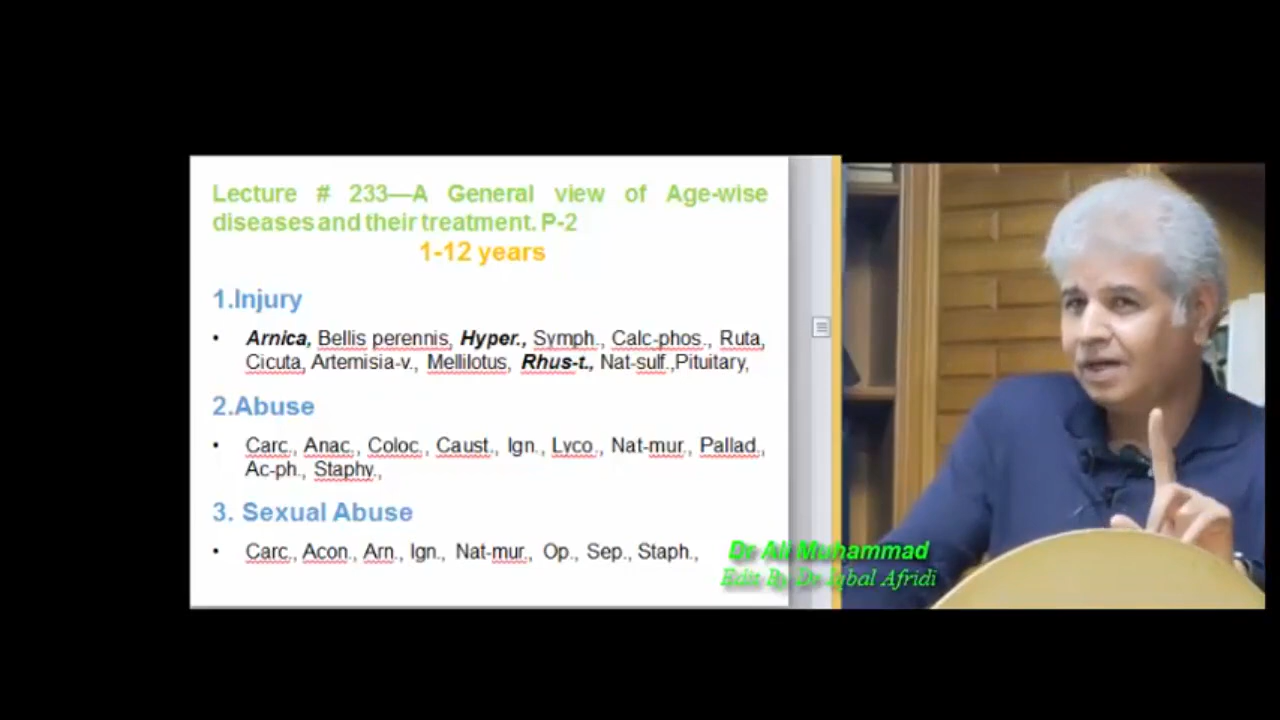 Lecture # 233—A General view of Age-wise
diseases and their treatment. P-2
1-12 years
1.Injury
• Arnica, Bellis perennis, Hyper., Symph., Calc-phos., Ruta,
Cicuta, Artemisia-v., Mellilotus, Rhus-t., Nat-sulf.,Pituitary,
2.Abuse
• Carc., Anac., Coloc., Caust., Ign., Lyco., Nat-mur., Pallad.,
Ac-ph., Staphy.,
3. Sexual Abuse
• Carc., Acon., Arn., Ign., Nat-mur., Op., Sep., Staph.,
Dr Ali Muhammad
Edit By Dr Iqbal Afridi